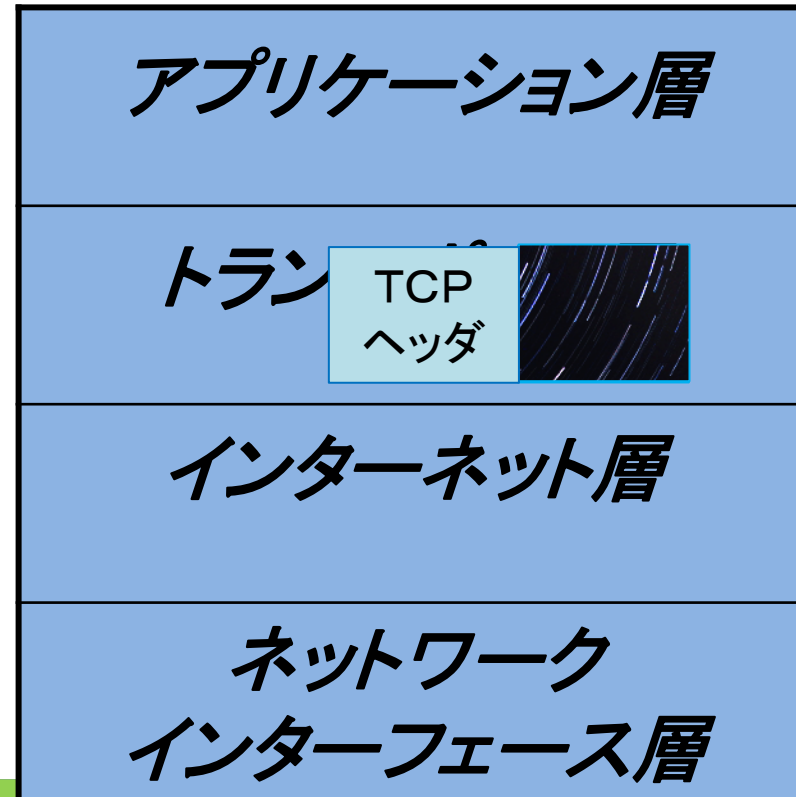 アプリケーション層
トラン
TCP
ヘッダ
インターネット層
ネットワーク
インターフェース層